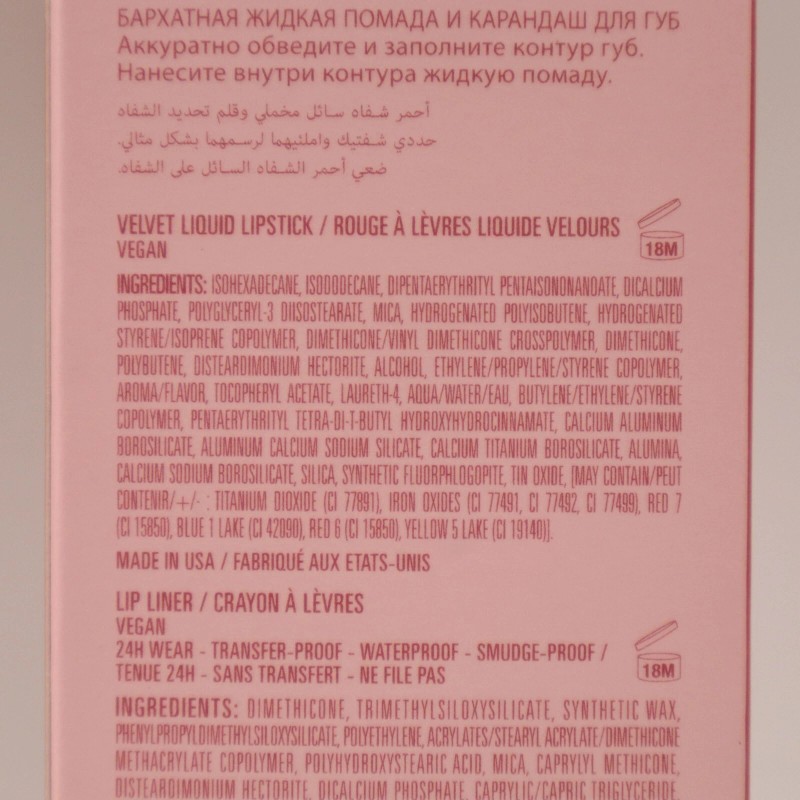 БАРХАТНАЯ ЖИДКАЯ ПОМАДА И КАРАНДАШ ДЛЯ ГУБ
Аккуратно обведите и заполните контур губ.
Нанесите внутри контура жидкую помаду.
أحمر شفاه سائل مخملي وقلم تحديد الشفاه
حددي شفتيك واملئيهما لرسمهما بشكل مثالي.
ضعي أحمر الشفاه السائل على الشفاه.
VELVET LIQUID LIPSTICK / ROUGE À LÈVRES LIQUIDE VELOURS
VEGAN
18M
INGREDIENTS: ISOHEXADECANE, ISODODECANE, DIPENTAERYTHRITYL PENTAISONONANOATE, DICALCIUM
PHOSPHATE, POLYGLYCERYL-3 DIISOSTEARATE, MICA, HYDROGENATED POLYISOBUTENE, HYDROGENATED
STYRENE/ISOPRENE COPOLYMER, DIMETHICONE/VINYL DIMETHICONE CROSSPOLYMER, DIMETHICONE,
POLYBUTENE, DISTEARDIMONIUM HECTORITE, ALCOHOL, ETHYLENE/PROPYLENE/STYRENE COPOLYMER,
AROMA/FLAVOR, TOCOPHERYL ACETATE, LAURETH-4, AQUA/WATER/EAU, BUTYLENE/ETHYLENE/STYRENE
COPOLYMER, PENTAERYTHRITYL TETRA-DI-T-BUTYL HYDROXYHYDROCINNAMATE, CALCIUM ALUMINUM
BOROSILICATE, ALUMINUM CALCIUM SODIUM SILICATE, CALCIUM TITANIUM BOROSILICATE, ALUMINA,
CALCIUM SODIUM BOROSILICATE, SILICA, SYNTHETIC FLUORPHLOGOPITE, TIN OXIDE, [MAY CONTAIN/PEUT
CONTENIR/+/- : TITANIUM DIOXIDE (CI 77891), IRON OXIDES (CI 77491, CI 77492, CI 77499), RED 7
(CI 15850), BLUE 1 LAKE (CI 42090), RED 6 (CI 15850), YELLOW 5 LAKE (CI 19140)].
MADE IN USA / FABRIQUÉ AUX ETATS-UNIS
LIP LINER / CRAYON À LÈVRES
VEGAN
24H WEAR - TRANSFER-PROOF - WATERPROOF - SMUDGE-PROOF /
TENUE 24H - SANS TRANSFERT - NE FILE PAS
18M
INGREDIENTS: DIMETHICONE, TRIMETHYLSILOXYSILICATE, SYNTHETIC WAX,
PHENYLPROPYLDIMETHYLSILOXYSILICATE, POLYETHYLENE, ACRYLATES/STEARYL ACRYLATE/DIMETHICONE
METHACRYLATE COPOLYMER, POLYHYDROXYSTEARIC ACID, MICA, CAPRYLYL METHICONE,
DISTEARDIMONIUM HECTORITE, DICALCIUM PHOSPHATE, CAPRYLIC/CAPRIC TRIGLYCERIDE,